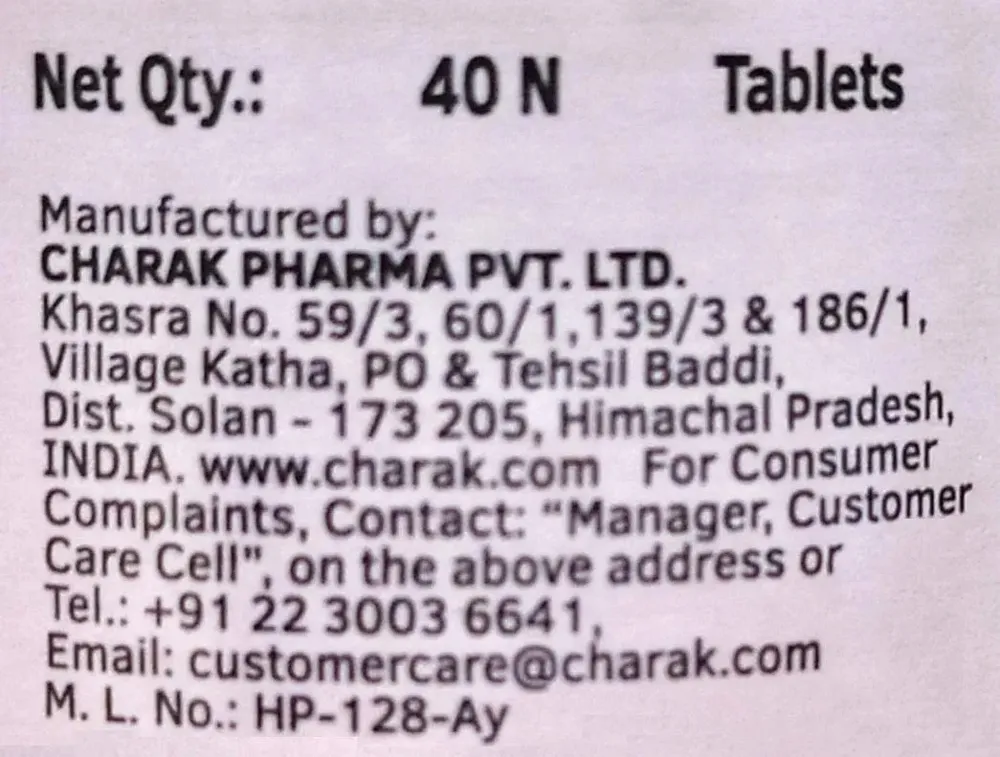 Net Qty.: 40 N Tablets
Manufactured by:
CHARAK PHARMA PVT. LTD.
Khasra No. 59/3, 60/1,139/3 & 186/1,
Village Katha, PO & Tehsil Baddi,
Dist. Solan - 173 205, Himachal Pradesh,
INDIA. www.charak.com For Consumer
Complaints, Contact: “Manager, Customer
Care Cell", on the above address or
Tel.: +91 22 3003 6641,
Email: customercare@charak.com
M. L. No.: HP-128-Ay